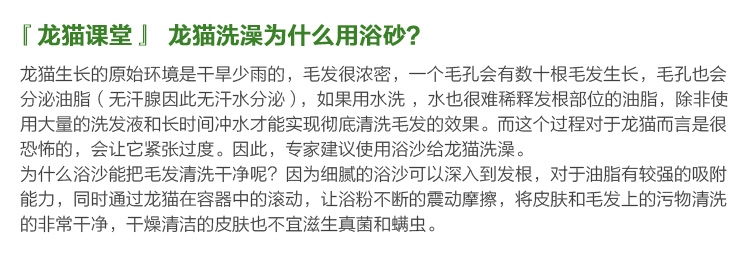 『 龙猫课堂 』 龙猫洗澡为什么用浴砂？
龙猫生长的原始环境是干旱少雨的，毛发很浓密，一个毛孔会有数十根毛发生长，毛孔也会
分泌油脂（无汗腺因此无汗水分泌），如果用水洗 ，水也很难稀释发根部位的油脂，除非使
用大量的洗发液和长时间冲水才能实现彻底清洗毛发的效果。而这个过程对于龙猫而言是很
恐怖的，会让它紧张过度。因此，专家建议使用浴沙给龙猫洗澡。
为什么浴沙能把毛发清洗干净呢？因为细腻的浴沙可以深入到发根，对于油脂有较强的吸附
能力，同时通过龙猫在容器中的滚动，让浴粉不断的震动摩擦，将皮肤和毛发上的污物清洗
的非常干净，干燥清洁的皮肤也不宜滋生真菌和螨虫。